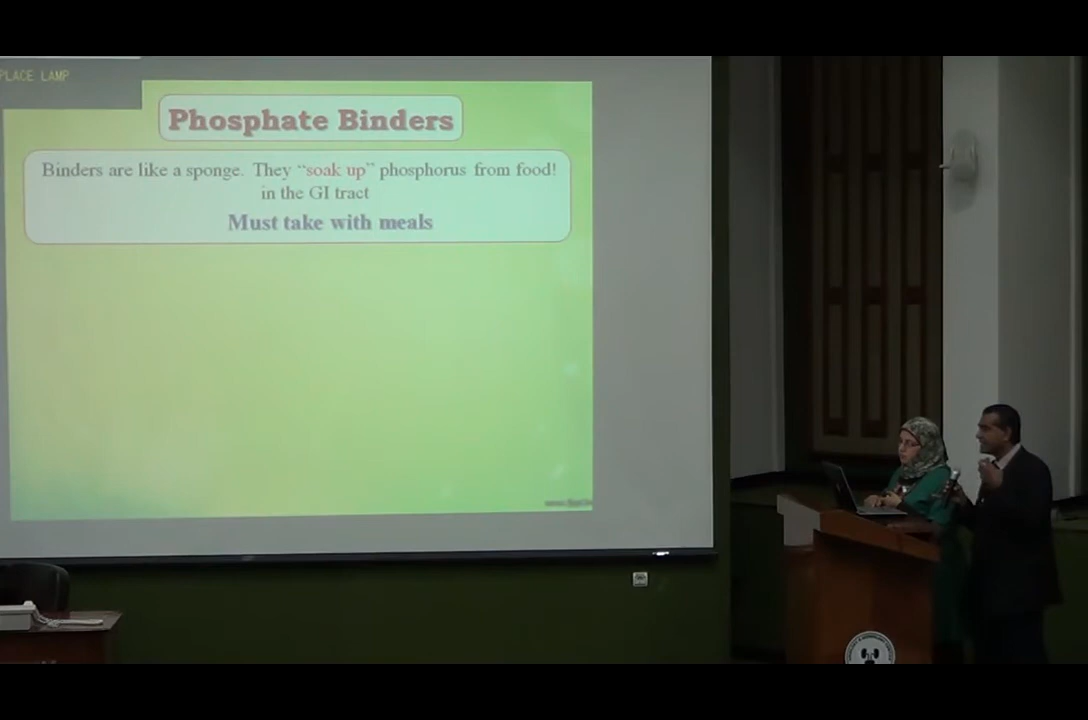 PLACE LAMP
Phosphate Binders
Binders are like a sponge. They “soak up” phosphorus from food!
in the GI tract
Must take with meals